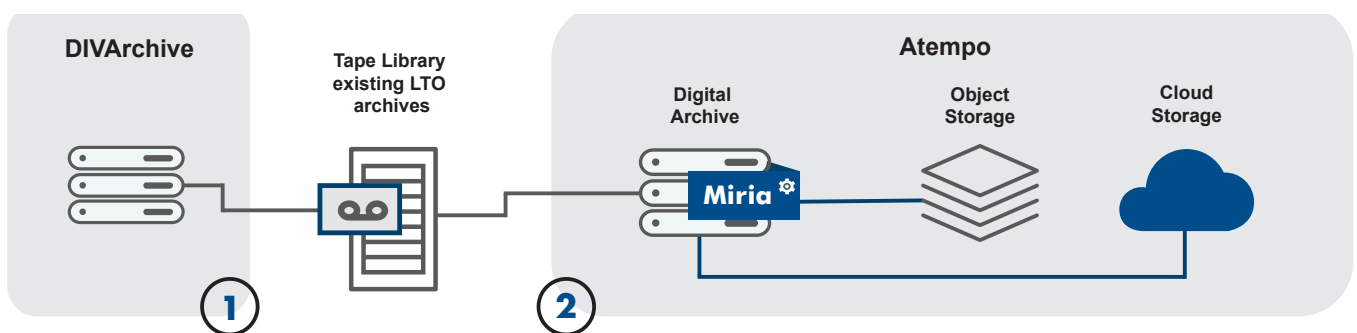 DIVArchive
Tape Library
existing LTO
archives
Atempo
Digital
Archive
Object
Storage
Cloud
Storage
Miria
1
2